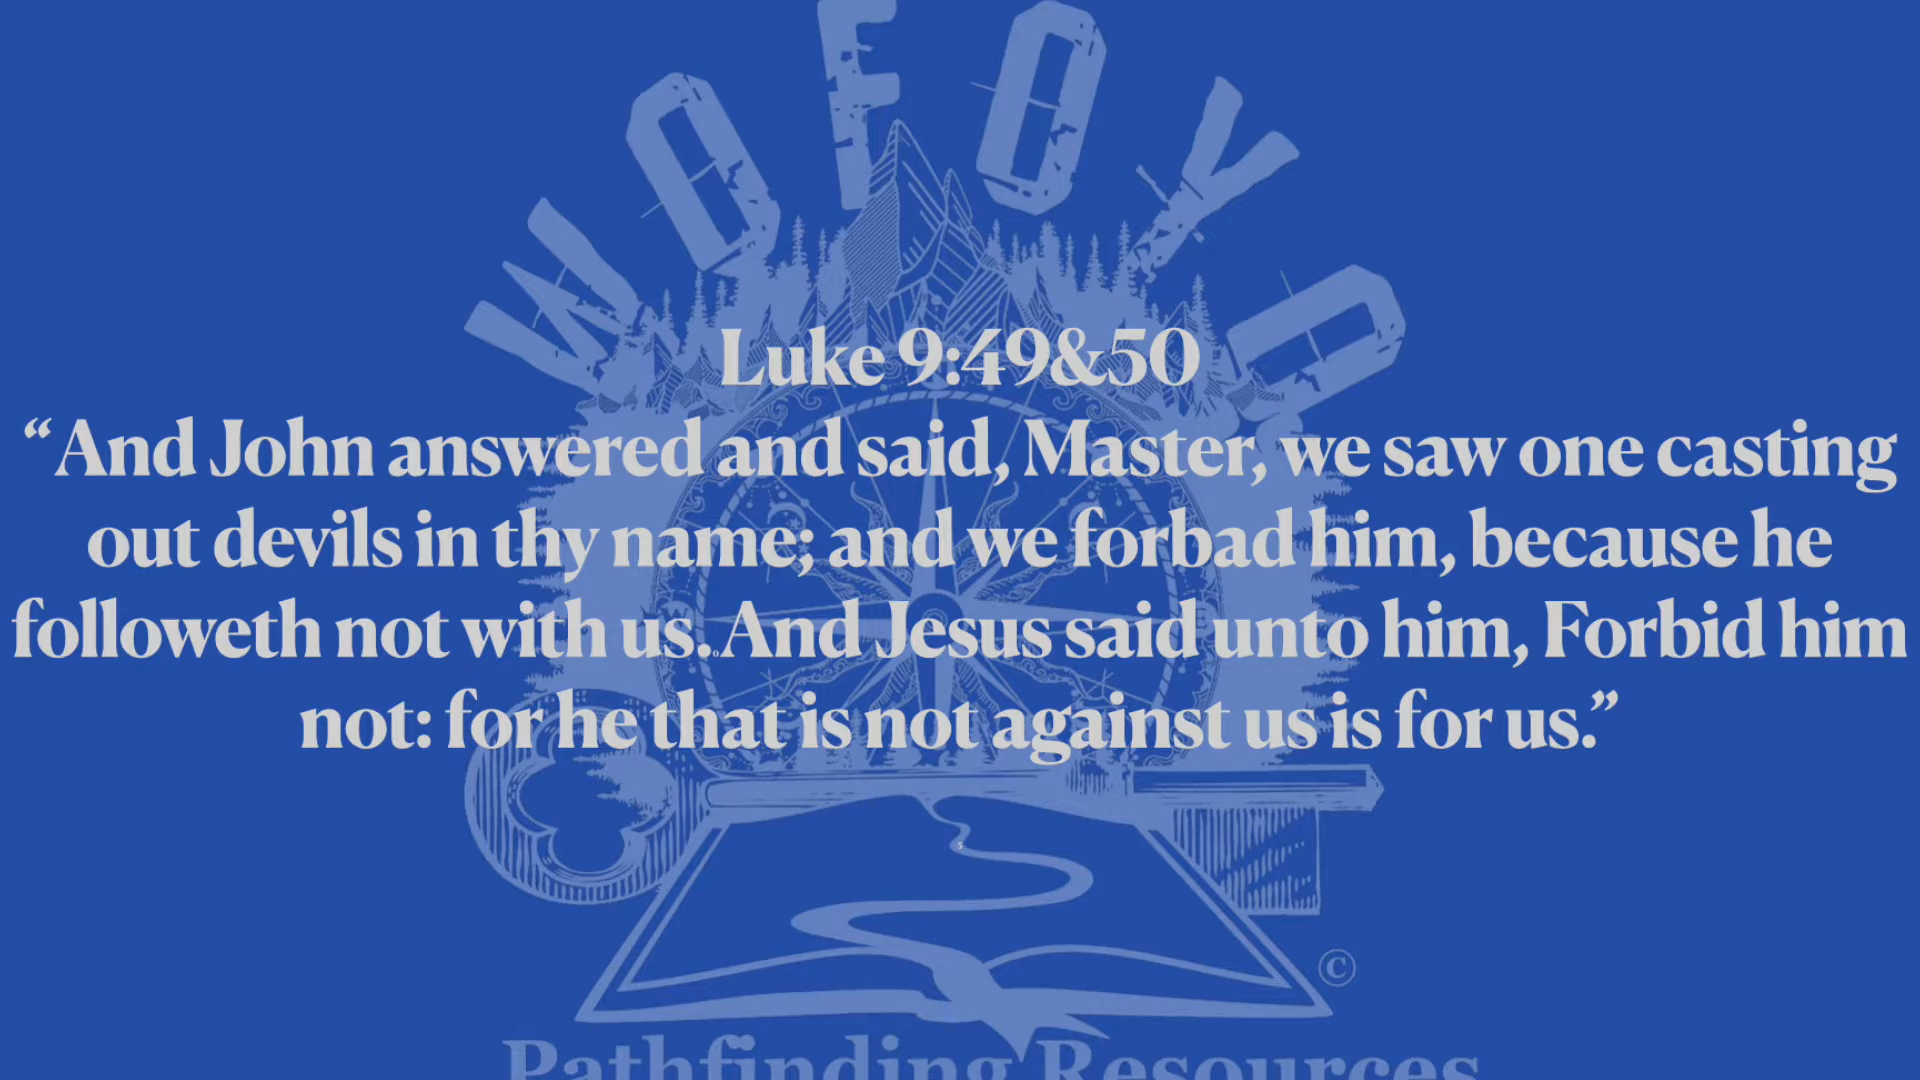 WOFOYD
Luke 9:49&50
“And John answered and said, Master, we saw one casting
out devils in thy name; and we forbad him, because he
followeth not with us. And Jesus said unto him, Forbid him
not: for he that is not against us is for us.”
©
Pathfinding Resources